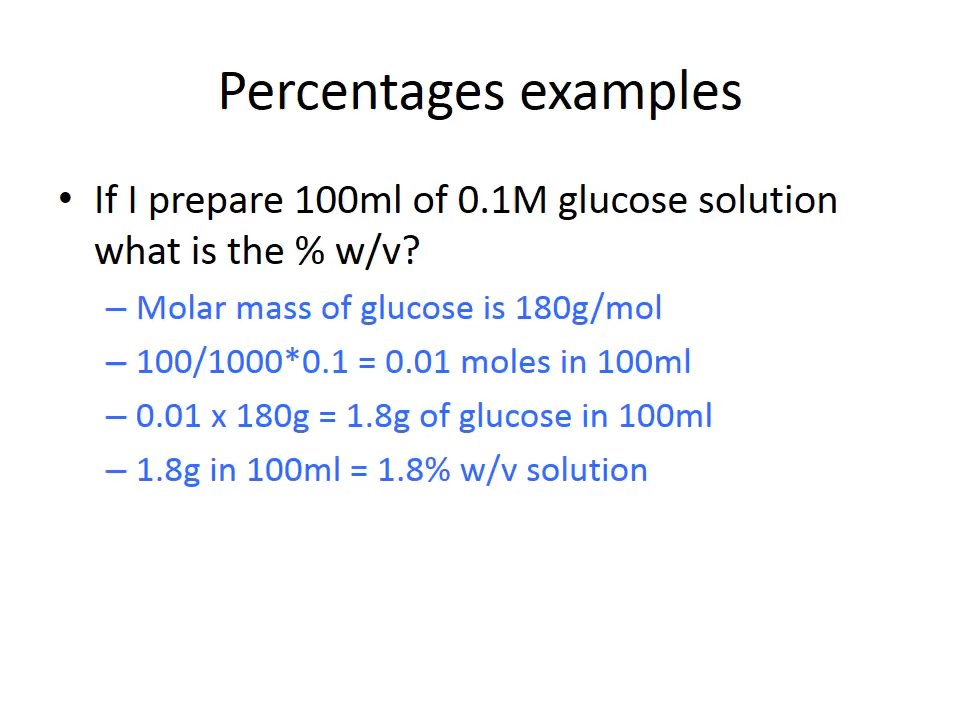 Percentages examples
• If I prepare 100ml of 0.1M glucose solution
what is the % w/v?
– Molar mass of glucose is 180g/mol
– 100/1000*0.1 = 0.01 moles in 100ml
– 0.01 x 180g = 1.8g of glucose in 100ml
– 1.8g in 100ml = 1.8% w/v solution